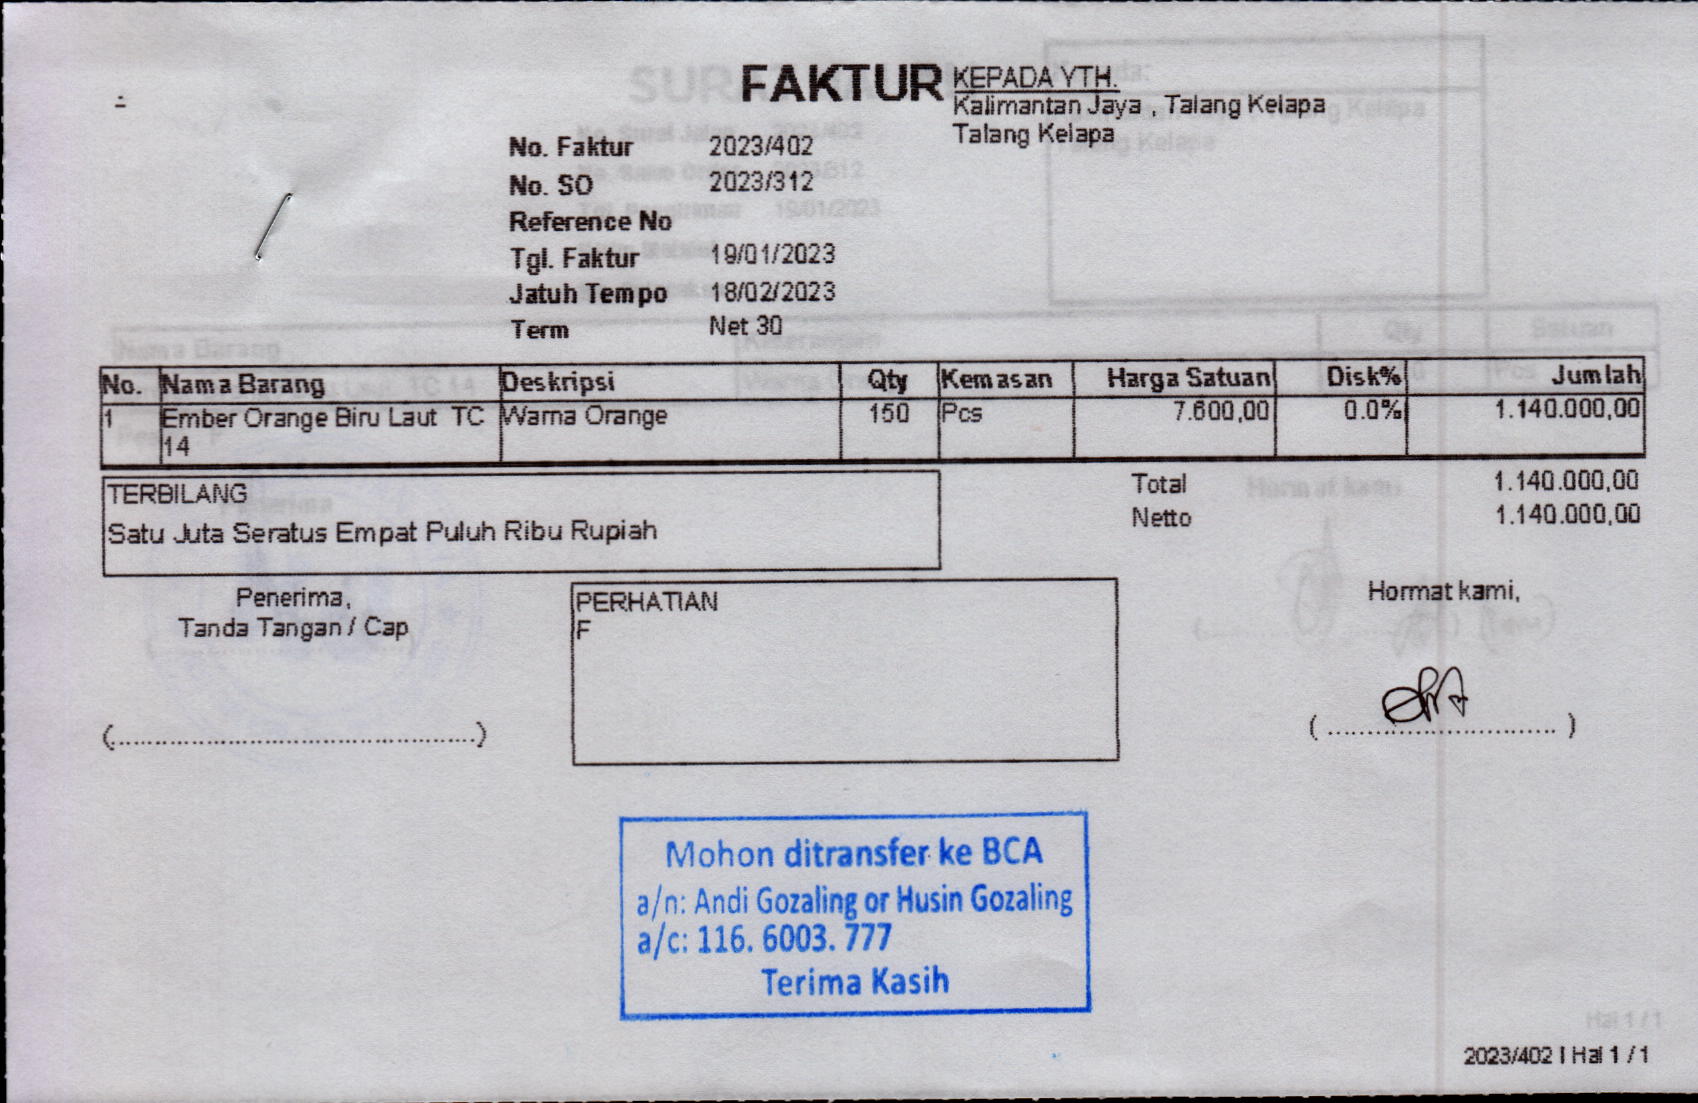 FAKTUR
KEPADA YTH.
Kalimantan Jaya , Talang Kelapa
Talang Kelapa
No. Faktur 2023/402
No. SO 2023/312
Reference No
Tgl. Faktur 19/01/2023
Jatuh Tempo 18/02/2023
Term Net 30
No. Nama Barang Deskripsi Qty Kemasan Harga Satuan Disk% Jumlah
1 Ember Orange Biru Laut TC Warna Orange 150 Pcs 7.600,00 0.0% 1.140.000,00
14
TERBILANG
Satu Juta Seratus Empat Puluh Ribu Rupiah
Total 1.140.000,00
Netto 1.140.000,00
Penerima,
Tanda Tangan / Cap
(................................................)
PERHATIAN
F
Hormat kami,
( ............................. )
Mohon ditransfer ke BCA
a/n: Andi Gozaling or Husin Gozaling
a/c: 116. 6003. 777
Terima Kasih
Hal 1 / 1
2023/402 I Hal 1 / 1